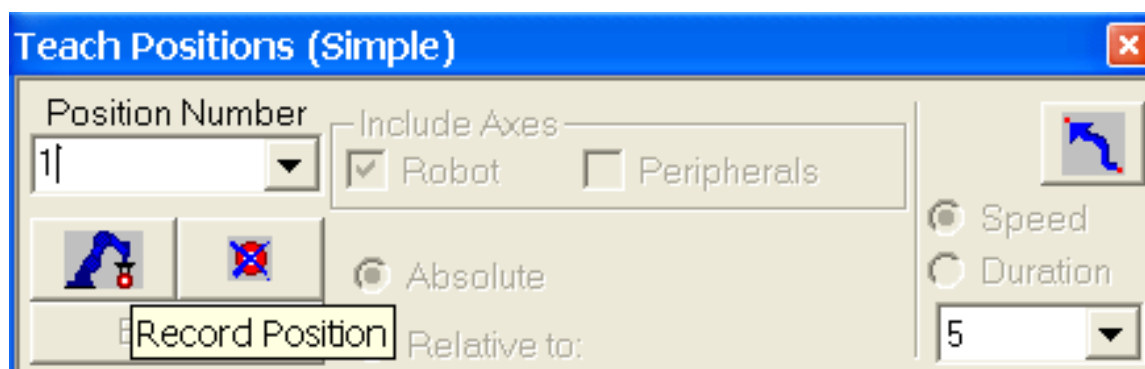 Teach Positions (Simple)
Position Number
1
Include Axes
Robot
Peripherals
Speed
Absolute
Duration
Record Position
Relative to:
5